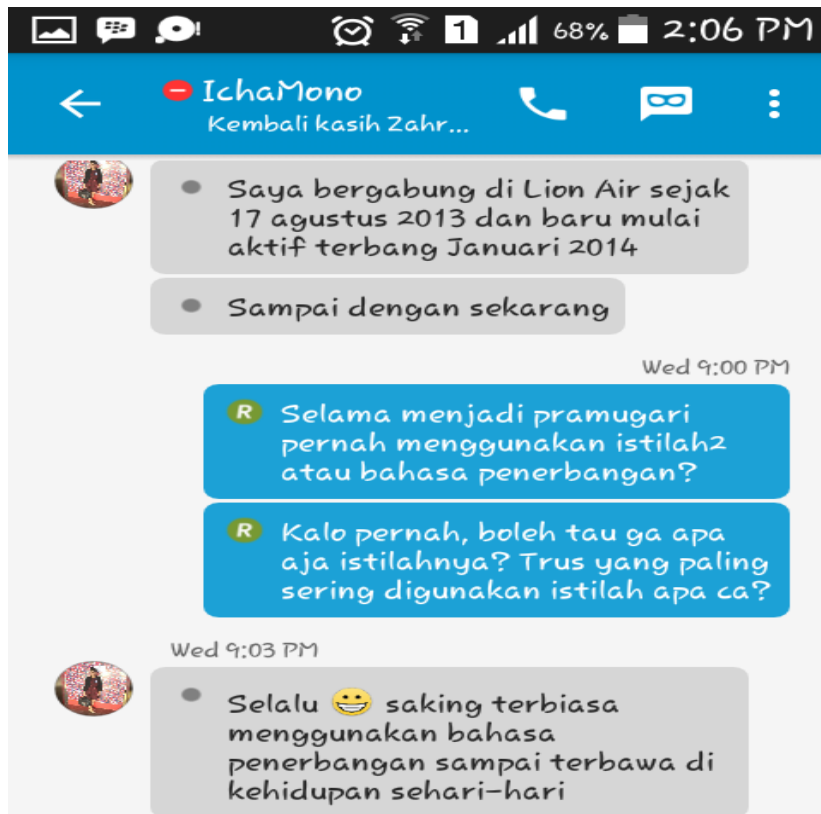 1 68% 2:06 PM
IchaMono
Kembali kasih Zahr...
Saya bergabung di Lion Air sejak
17 agustus 2013 dan baru mulai
aktif terbang Januari 2014
Sampai dengan sekarang
Wed 9:00 PM
R Selama menjadi pramugari
pernah menggunakan istilah2
atau bahasa penerbangan?
R Kalo pernah, boleh tau ga apa
aja istilahnya? Trus yang paling
sering digunakan istilah apa ca?
Wed 9:03 PM
Selalu 😀 saking terbiasa
menggunakan bahasa
penerbangan sampai terbawa di
kehidupan sehari-hari